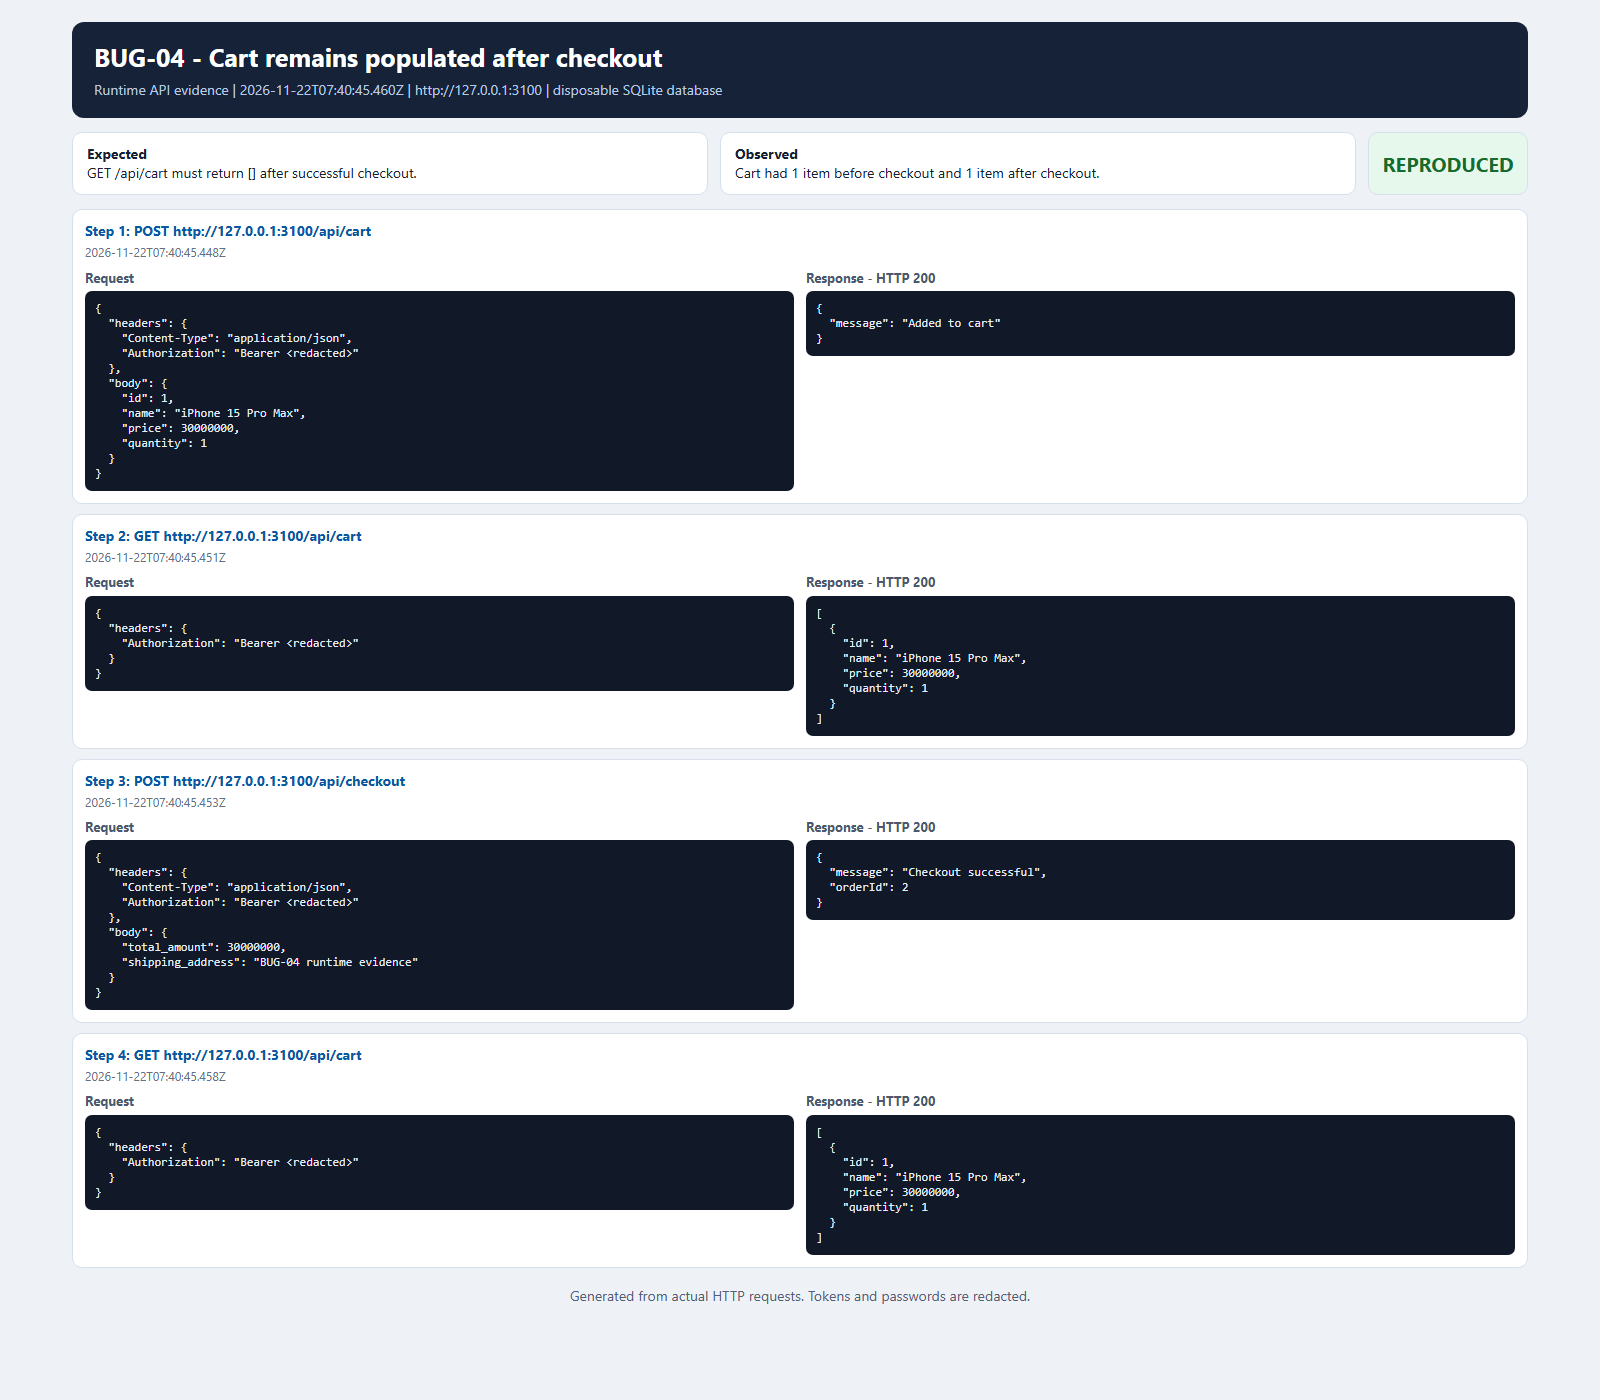 BUG-04 - Cart remains populated after checkout
Runtime API evidence | 2026-11-22T07:40:45.460Z | http://127.0.0.1:3100 | disposable SQLite database
Expected
GET /api/cart must return [] after successful checkout.
Observed
Cart had 1 item before checkout and 1 item after checkout.
REPRODUCED
Step 1: POST http://127.0.0.1:3100/api/cart
2026-11-22T07:40:45.448Z
Request
{
  "headers": {
    "Content-Type": "application/json",
    "Authorization": "Bearer <redacted>"
  },
  "body": {
    "id": 1,
    "name": "iPhone 15 Pro Max",
    "price": 30000000,
    "quantity": 1
  }
}
Response - HTTP 200
{
  "message": "Added to cart"
}
Step 2: GET http://127.0.0.1:3100/api/cart
2026-11-22T07:40:45.451Z
Request
{
  "headers": {
    "Authorization": "Bearer <redacted>"
  }
}
Response - HTTP 200
[
  {
    "id": 1,
    "name": "iPhone 15 Pro Max",
    "price": 30000000,
    "quantity": 1
  }
]
Step 3: POST http://127.0.0.1:3100/api/checkout
2026-11-22T07:40:45.453Z
Request
{
  "headers": {
    "Content-Type": "application/json",
    "Authorization": "Bearer <redacted>"
  },
  "body": {
    "total_amount": 30000000,
    "shipping_address": "BUG-04 runtime evidence"
  }
}
Response - HTTP 200
{
  "message": "Checkout successful",
  "orderId": 2
}
Step 4: GET http://127.0.0.1:3100/api/cart
2026-11-22T07:40:45.458Z
Request
{
  "headers": {
    "Authorization": "Bearer <redacted>"
  }
}
Response - HTTP 200
[
  {
    "id": 1,
    "name": "iPhone 15 Pro Max",
    "price": 30000000,
    "quantity": 1
  }
]
Generated from actual HTTP requests. Tokens and passwords are redacted.